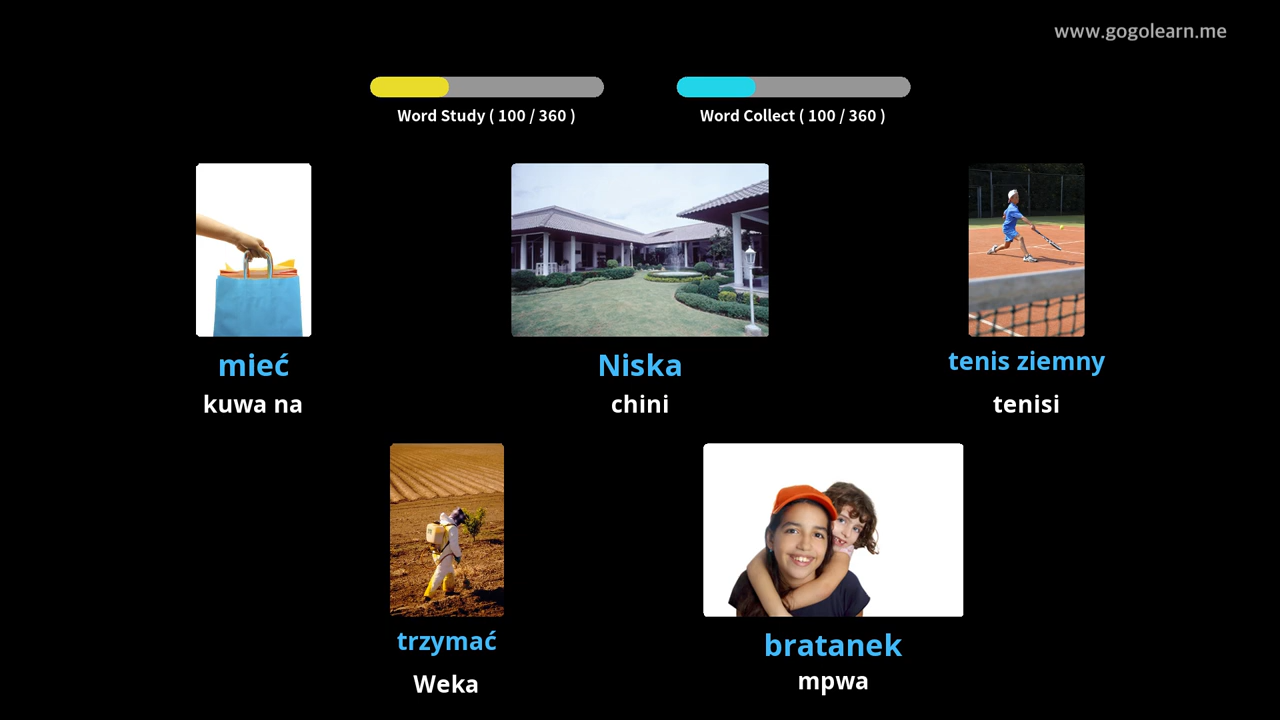 www.gogolearn.me
Word Study ( 100 / 360 )
Word Collect ( 100 / 360 )
mieć
kuwa na
Niska
chini
tenis ziemny
tenisi
trzymać
Weka
bratanek
mpwa